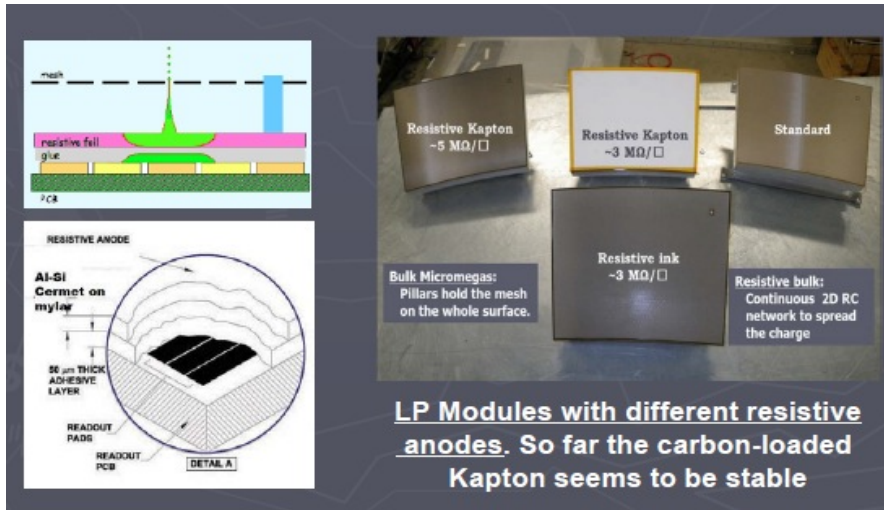 mesh
resistive foil
glue
PCB
RESISTIVE ANODE
Al-Si
Cermet on
mylar
50 μm THICK
ADHESIVE
LAYER
READOUT
PADS
READOUT
PCB
DETAIL A
Resistive Kapton
~5 MΩ/□
Resistive Kapton
~3 MΩ/□
Standard
Resistive ink
~3 MΩ/□
Bulk Micromegas:
Pillars hold the mesh
on the whole surface.
Resistive bulk:
Continuous 2D RC
network to spread
the charge
LP Modules with different resistive
anodes. So far the carbon-loaded
Kapton seems to be stable